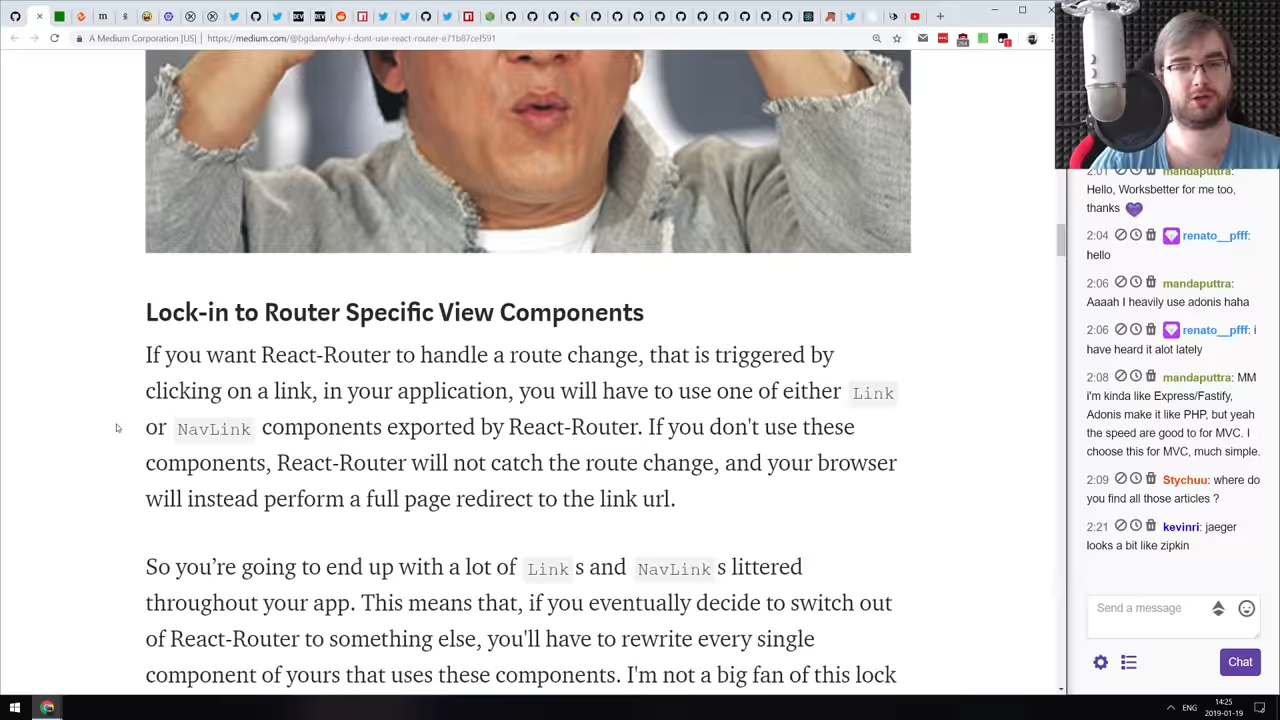 A Medium Corporation [US] | https://medium.com/@bgdam/why-i-dont-use-react-router-e71b87cef591
Lock-in to Router Specific View Components
If you want React-Router to handle a route change, that is triggered by
clicking on a link, in your application, you will have to use one of either Link
or NavLink components exported by React-Router. If you don't use these
components, React-Router will not catch the route change, and your browser
will instead perform a full page redirect to the link url.
So you’re going to end up with a lot of Link s and NavLink s littered
throughout your app. This means that, if you eventually decide to switch out
of React-Router to something else, you'll have to rewrite every single
component of yours that uses these components. I'm not a big fan of this lock
2:01 mandaputtra:
Hello, Worksbetter for me too,
thanks
2:04 renato__pfff:
hello
2:06 mandaputtra:
Aaaah I heavily use adonis haha
2:06 renato__pfff: i
have heard it alot lately
2:08 mandaputtra: MM
i'm kinda like Express/Fastify,
Adonis make it like PHP, but yeah
the speed are good to for MVC. I
choose this for MVC, much simple.
2:09 Stychuu: where do
you find all those articles ?
2:21 kevinri: jaeger
looks a bit like zipkin
Send a message
Chat
ENG
14:25
2019-01-19